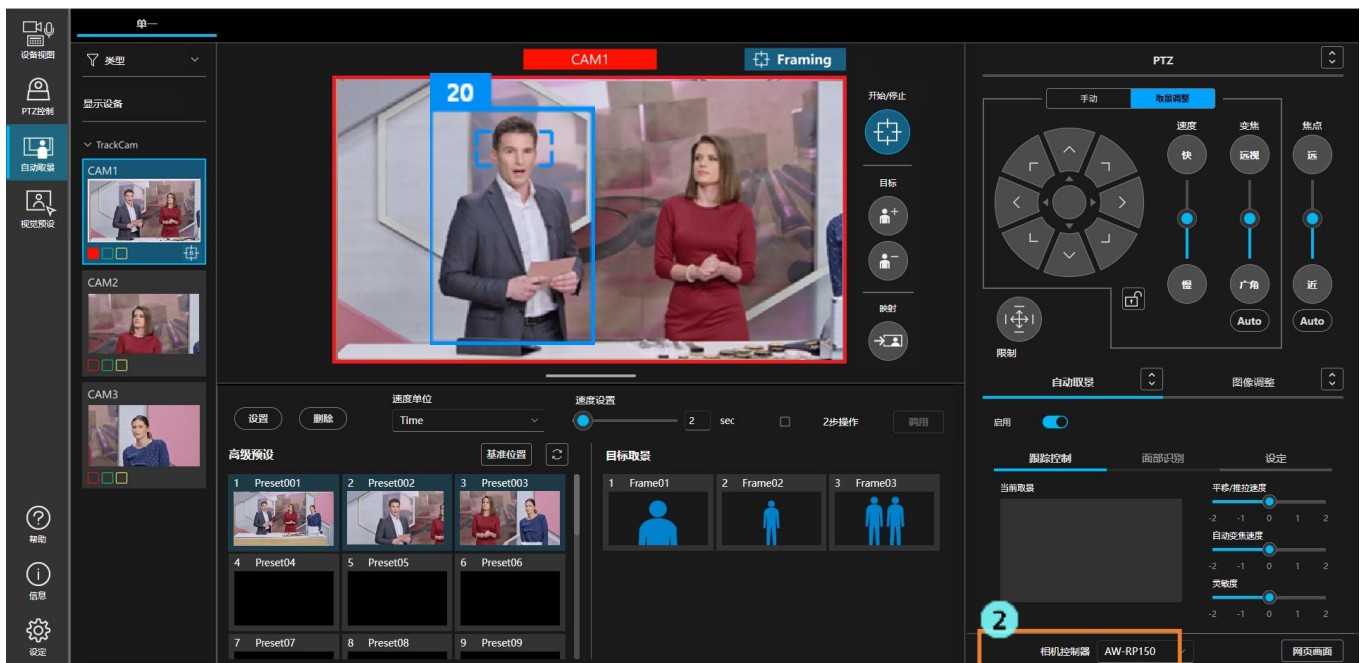 单一
设备视图
PTZ控制
自动取景
视觉预设
帮助
信息
设定
类型
显示设备
TrackCam
CAM1
CAM2
CAM3
CAM1
Framing
20
开始/停止
目标
映射
设置
删除
速度单位
Time
速度设置
2 sec
2步操作
调用
高级预设
基准位置
1 Preset001
2 Preset002
3 Preset003
4 Preset04
5 Preset05
6 Preset06
7 Preset07
8 Preset08
9 Preset09
目标取景
1 Frame01
2 Frame02
3 Frame03
PTZ
手动
取景调整
速度
变焦
焦点
快
远视
远
慢
广角
近
Auto
Auto
限制
自动取景
图像调整
启用
跟踪控制
面部识别
设定
当前取景
平移/推拉速度
-2 -1 0 1 2
自动变焦速度
-2 -1 0 1 2
灵敏度
-2 -1 0 1 2
2
相机控制器
AW-RP150
网页画面